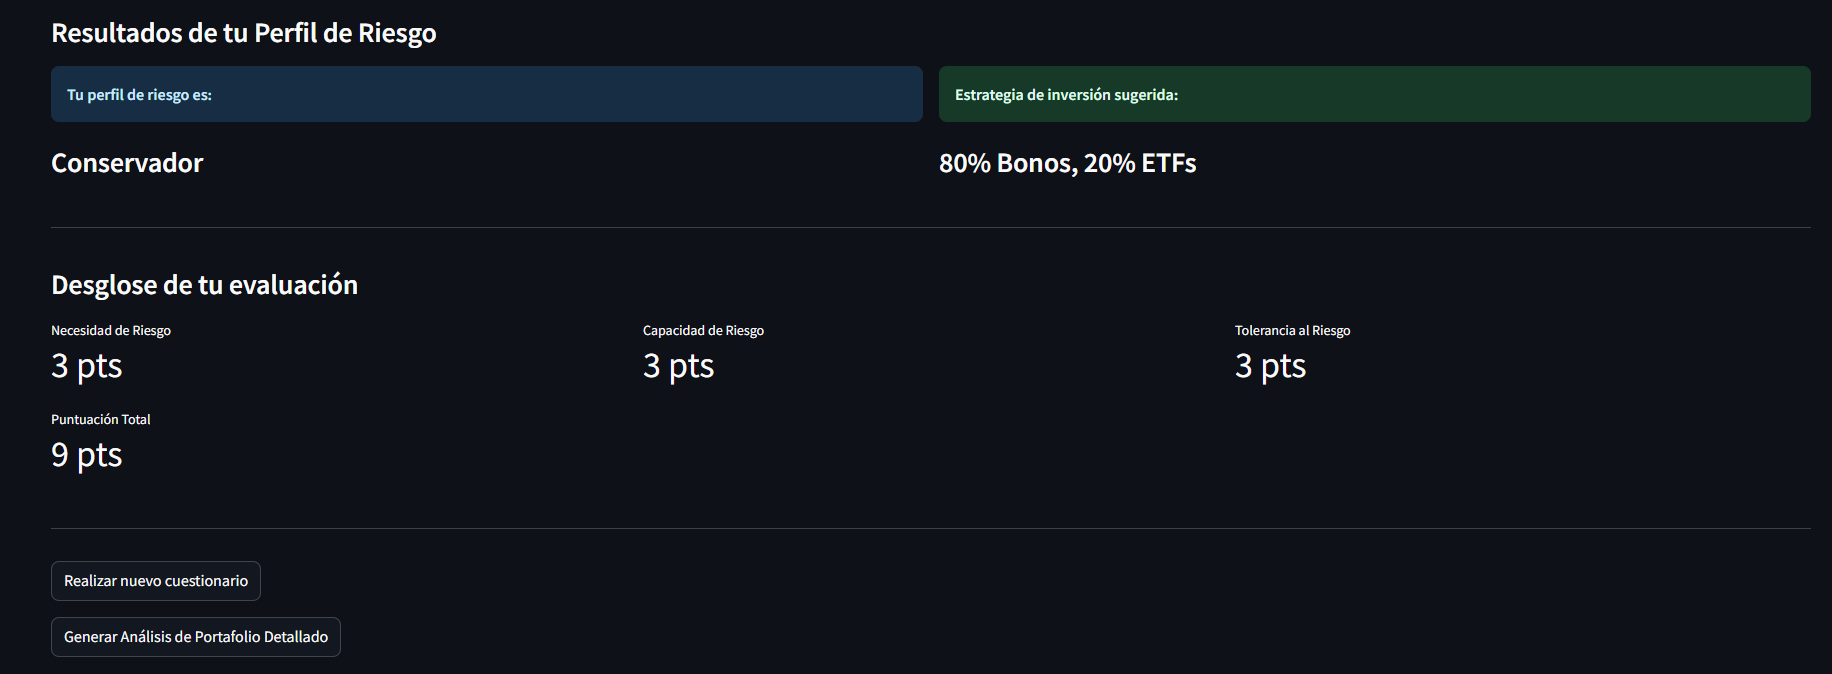 Resultados de tu Perfil de Riesgo
Tu perfil de riesgo es:
Estrategia de inversión sugerida:
Conservador
80% Bonos, 20% ETFs
Desglose de tu evaluación
Necesidad de Riesgo
3 pts
Capacidad de Riesgo
3 pts
Tolerancia al Riesgo
3 pts
Puntuación Total
9 pts
Realizar nuevo cuestionario
Generar Análisis de Portafolio Detallado